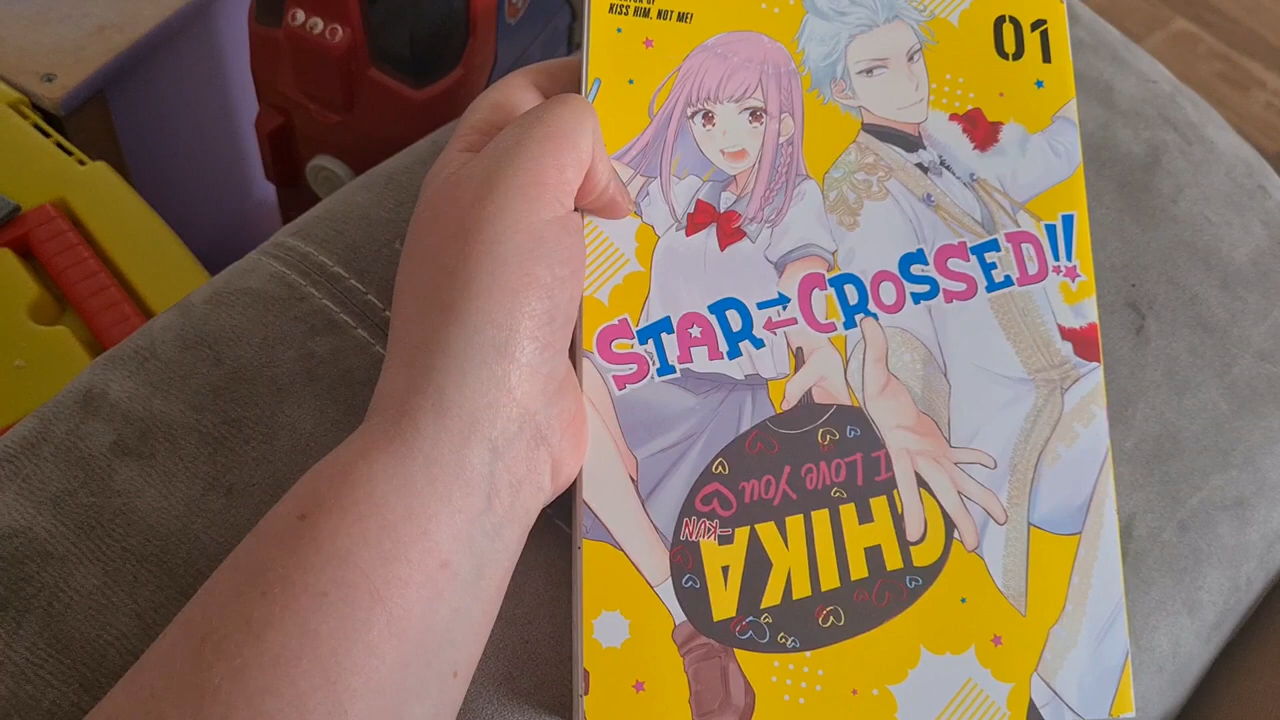 KISS HIM, NOT ME!
01
STAR⇄CROSSED!!
I LOVE YOU
CHIKA
-KUN